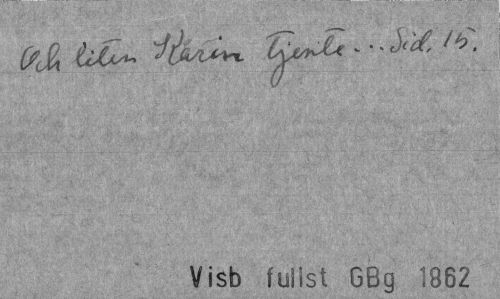 Och liten Karin tjente... Sid. 15.
Visb fullst GBg 1862